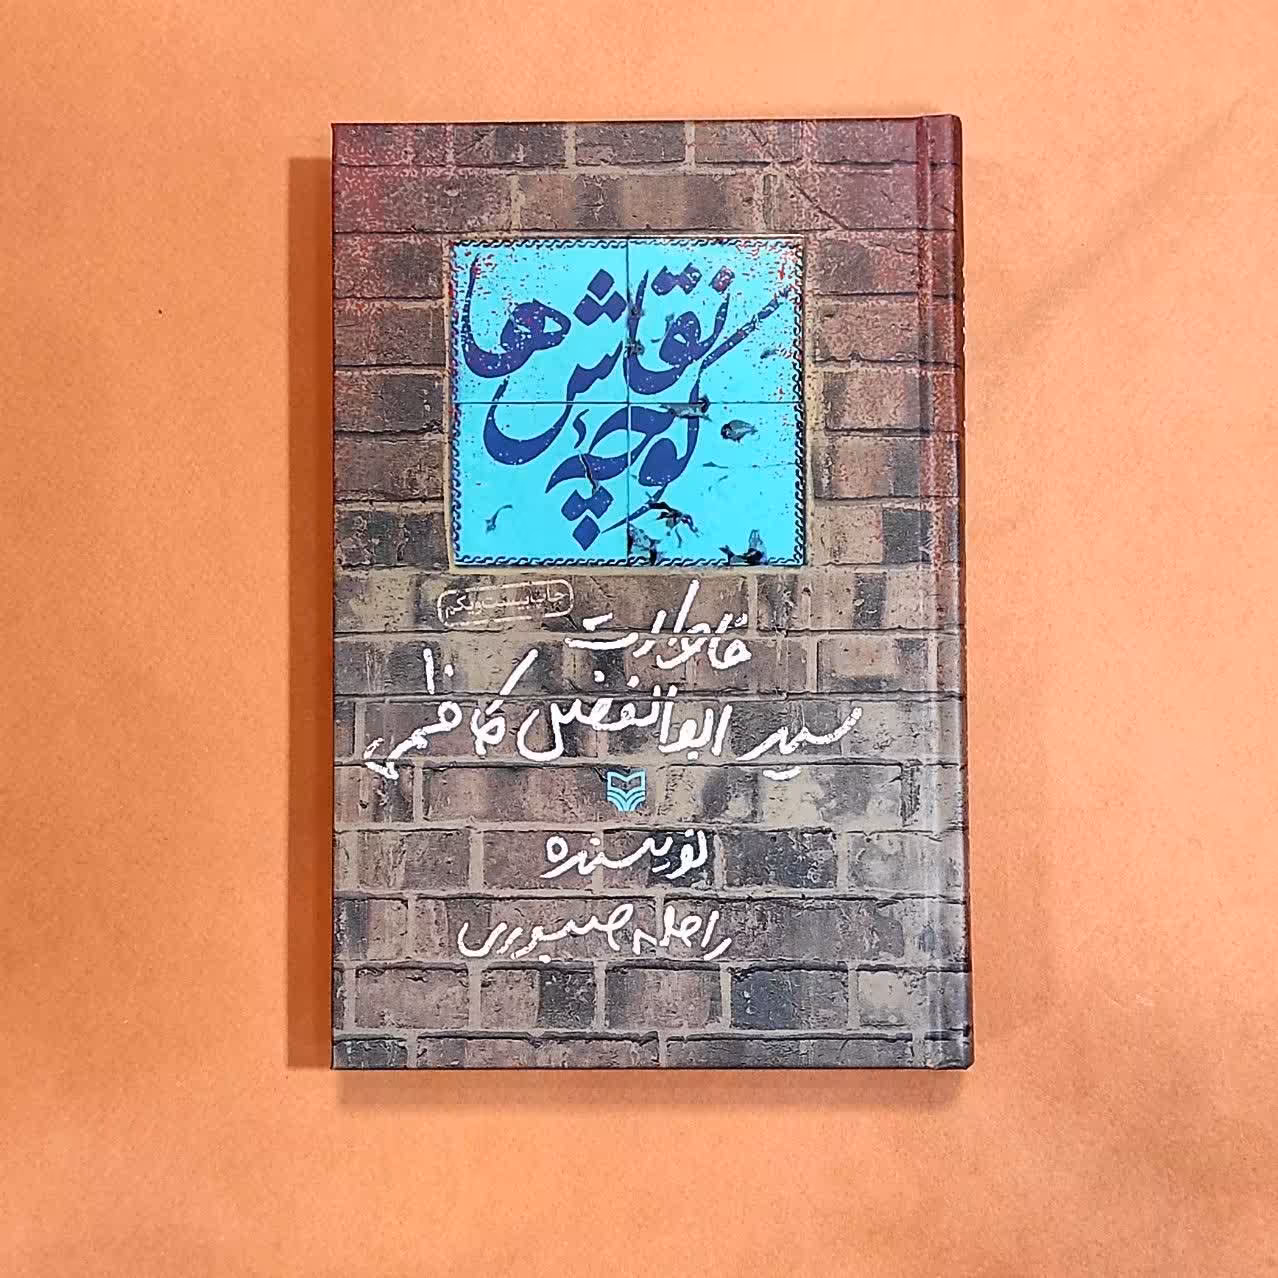 کوچه نقاش‌ها
چاپ بیست و یکم
خاطرات
سید ابوالفضل کاظمی
نویسنده
راحله صبوری